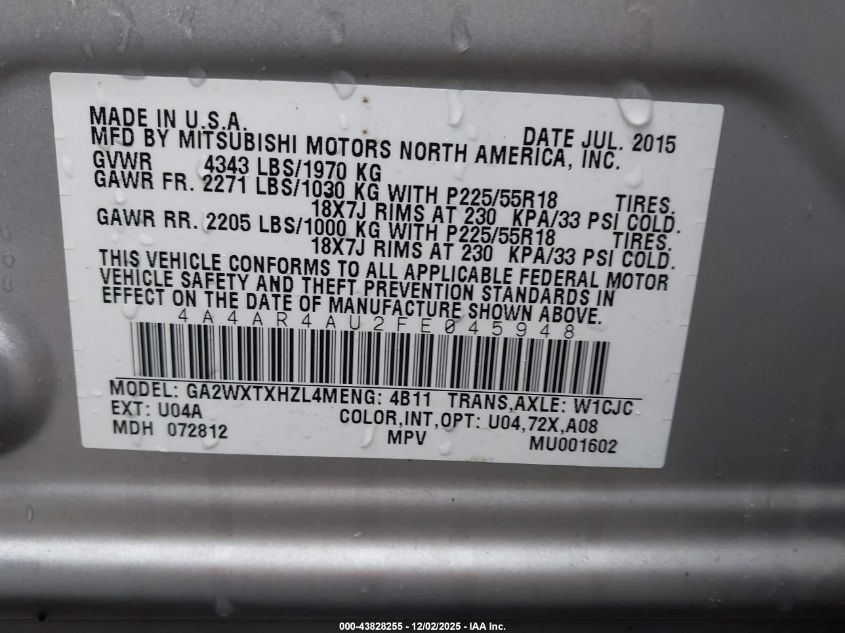 MADE IN U.S.A. DATE JUL. 2015
MFD BY MITSUBISHI MOTORS NORTH AMERICA, INC.
GVWR 4343 LBS/1970 KG
GAWR FR. 2271 LBS/1030 KG WITH P225/55R18 TIRES.
18X7J RIMS AT 230 KPA/33 PSI COLD.
GAWR RR. 2205 LBS/1000 KG WITH P225/55R18 TIRES.
18X7J RIMS AT 230 KPA/33 PSI COLD.
THIS VEHICLE CONFORMS TO ALL APPLICABLE FEDERAL MOTOR
VEHICLE SAFETY AND THEFT PREVENTION STANDARDS IN
EFFECT ON THE DATE OF MANUFACTURE SHOWN ABOVE.
4A4AR4AU2FE045948
MODEL: GA2WXTXHZL4MENG: 4B11 TRANS,AXLE: W1CJC
EXT: U04A COLOR,INT,OPT: U04,72X,A08
MDH 072812 MPV MU001602
000-43828255 - 12/02/2025 - IAA Inc.